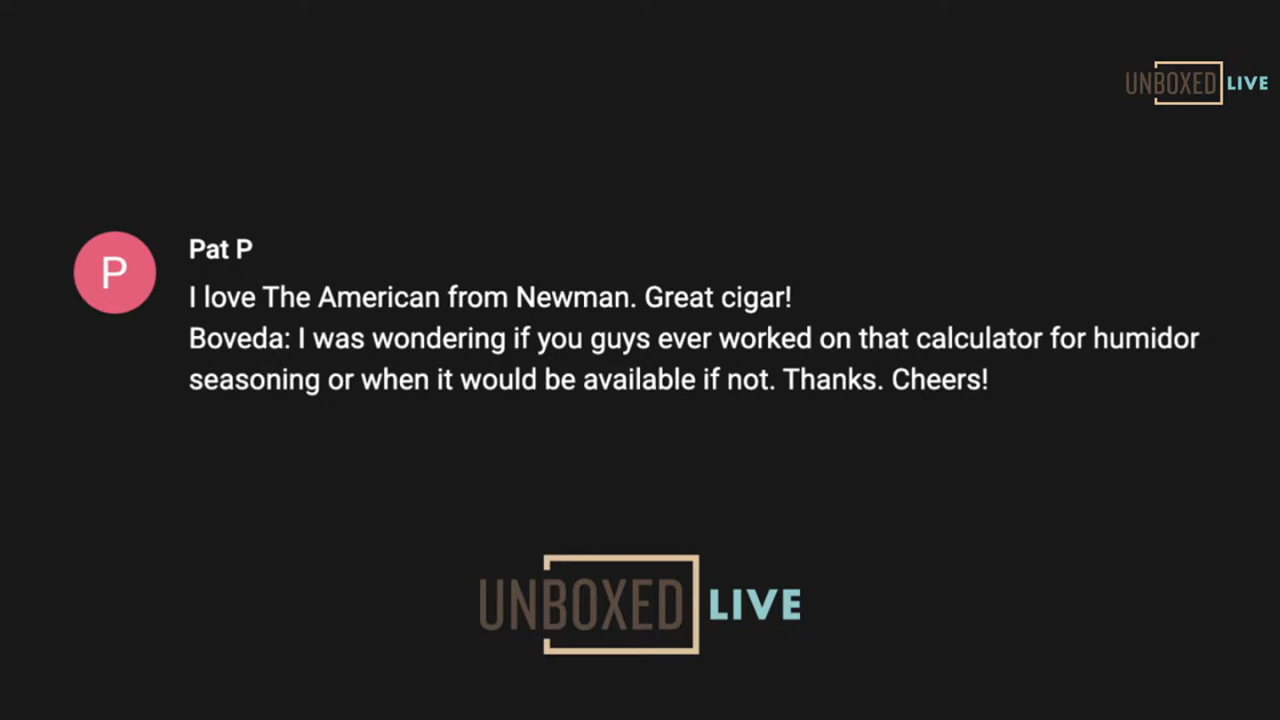 UNBOXED LIVE
P
Pat P
I love The American from Newman. Great cigar!
Boveda: I was wondering if you guys ever worked on that calculator for humidor
seasoning or when it would be available if not. Thanks. Cheers!
UNBOXED LIVE